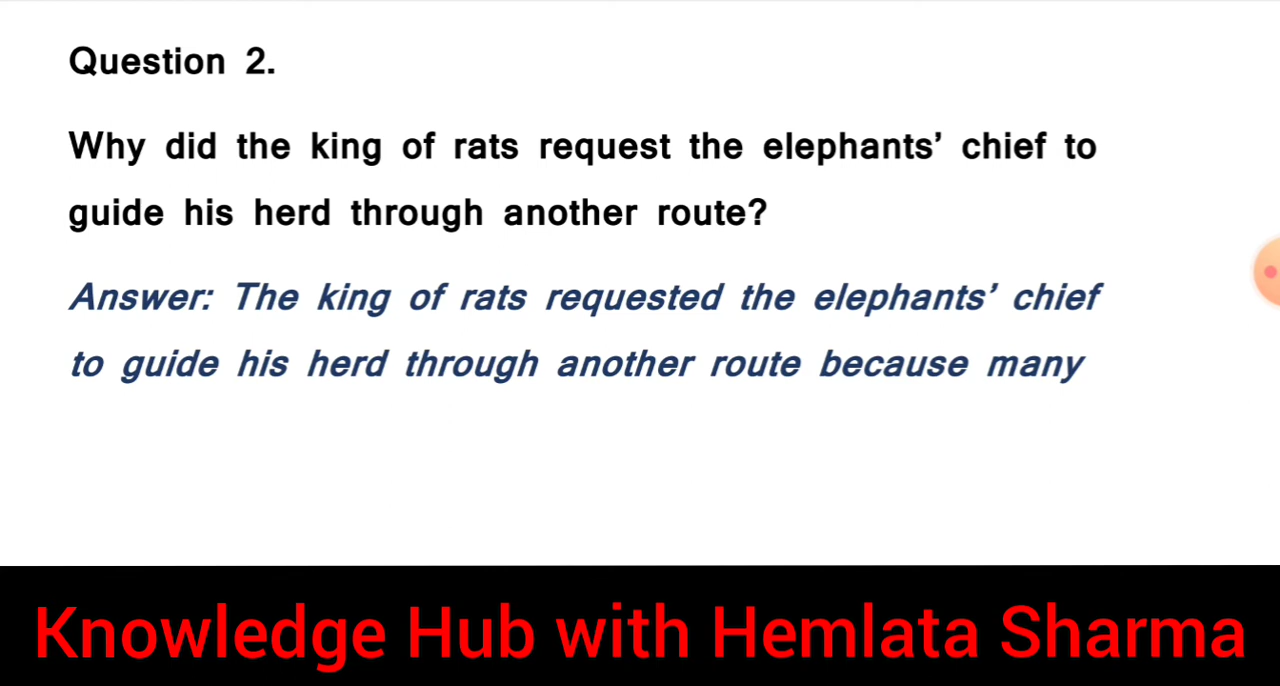 Question 2.
Why did the king of rats request the elephants’ chief to
guide his herd through another route?
Answer: The king of rats requested the elephants’ chief
to guide his herd through another route because many
Knowledge Hub with Hemlata Sharma